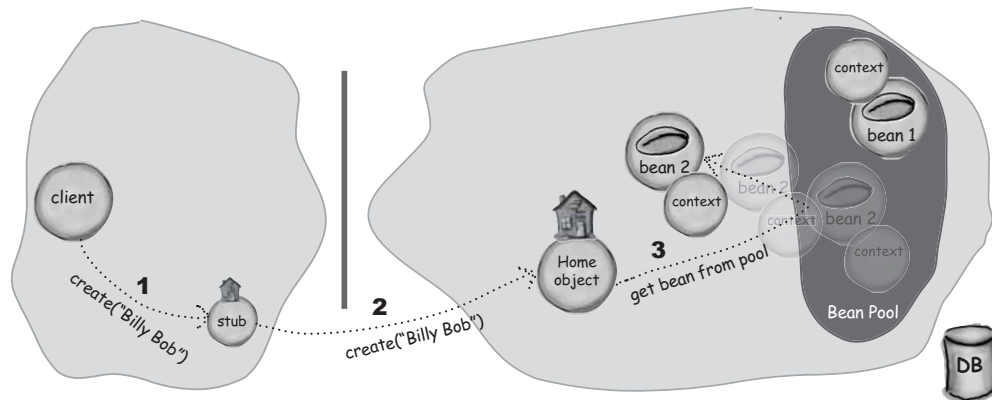 client
1
create("Billy Bob")
stub
2
create("Billy Bob")
Home
object
3
get bean from pool
bean 2
context
bean 2
context
bean 2
context
context
bean 1
Bean Pool
DB